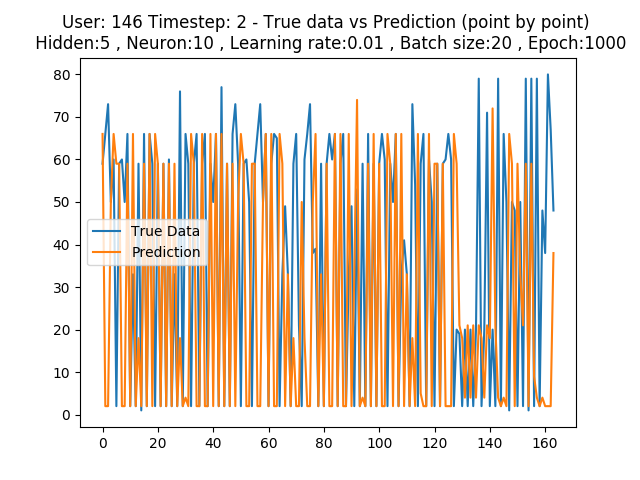 User: 146 Timestep: 2 - True data vs Prediction (point by point)
Hidden:5 , Neuron:10 , Learning rate:0.01 , Batch size:20 , Epoch:1000
80
70
60
50
40
30
20
10
0
True Data
Prediction
0 20 40 60 80 100 120 140 160